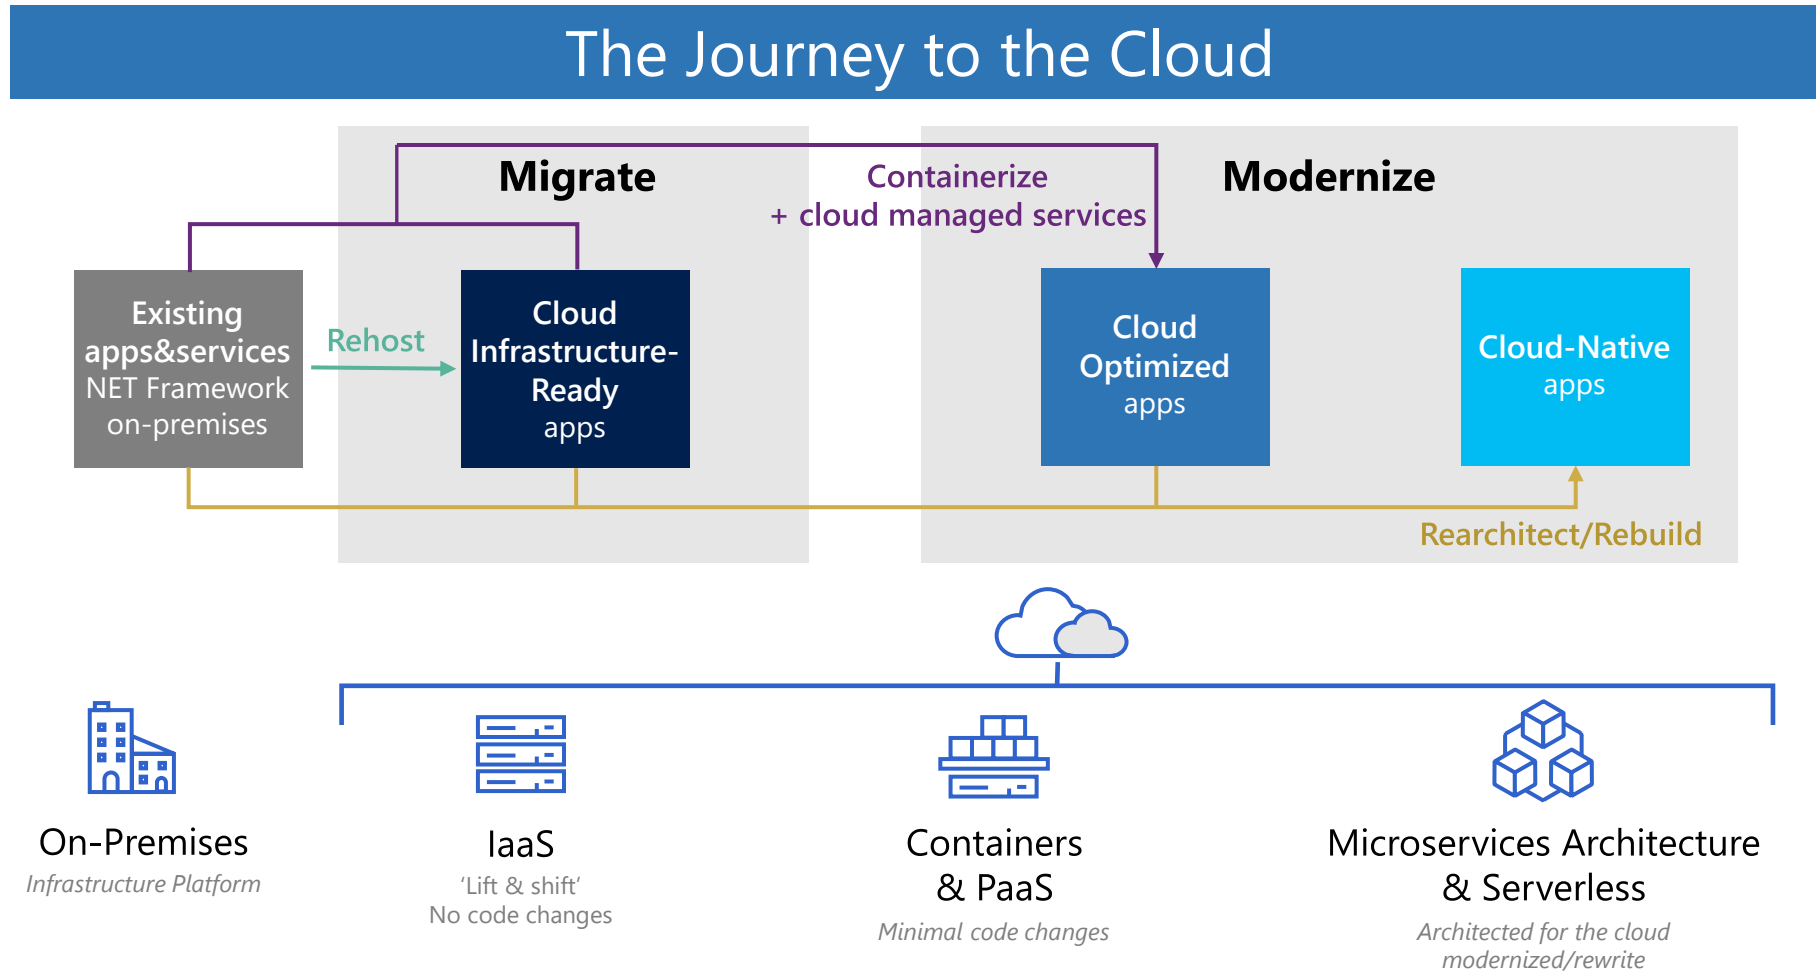 The Journey to the Cloud
Migrate
Modernize
Containerize
+ cloud managed services
Existing
apps&services
NET Framework
on-premises
Rehost
Cloud
Infrastructure-
Ready
apps
Cloud
Optimized
apps
Cloud-Native
apps
Rearchitect/Rebuild
On-Premises
Infrastructure Platform
IaaS
‘Lift & shift’
No code changes
Containers
& PaaS
Minimal code changes
Microservices Architecture
& Serverless
Architected for the cloud
modernized/rewrite